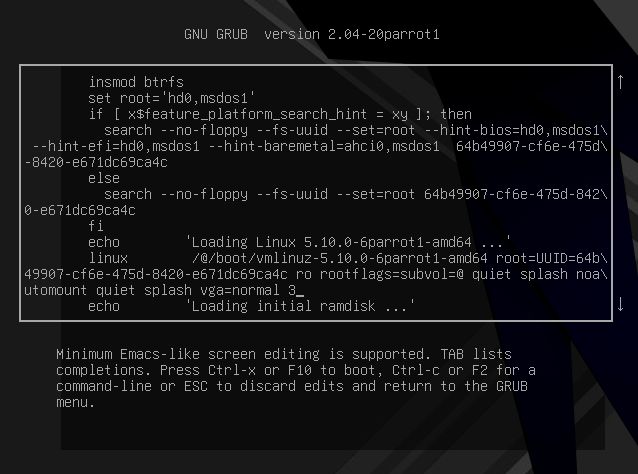 GNU GRUB  version 2.04-20parrot1
insmod btrfs
set root='hd0,msdos1'
if [ x$feature_platform_search_hint = xy ]; then
search --no-floppy --fs-uuid --set=root --hint-bios=hd0,msdos1\
--hint-efi=hd0,msdos1 --hint-baremetal=ahci0,msdos1  64b49907-cf6e-475d\
-8420-e671dc69ca4c
else
search --no-floppy --fs-uuid --set=root 64b49907-cf6e-475d-842\
0-e671dc69ca4c
fi
echo        'Loading Linux 5.10.0-6parrot1-amd64 ...'
linux        /@/boot/vmlinuz-5.10.0-6parrot1-amd64 root=UUID=64b\
49907-cf6e-475d-8420-e671dc69ca4c ro rootflags=subvol=@ quiet splash noa\
utomount quiet splash vga=normal 3_
echo        'Loading initial ramdisk ...'
Minimum Emacs-like screen editing is supported. TAB lists
completions. Press Ctrl-x or F10 to boot, Ctrl-c or F2 for a
command-line or ESC to discard edits and return to the GRUB
menu.